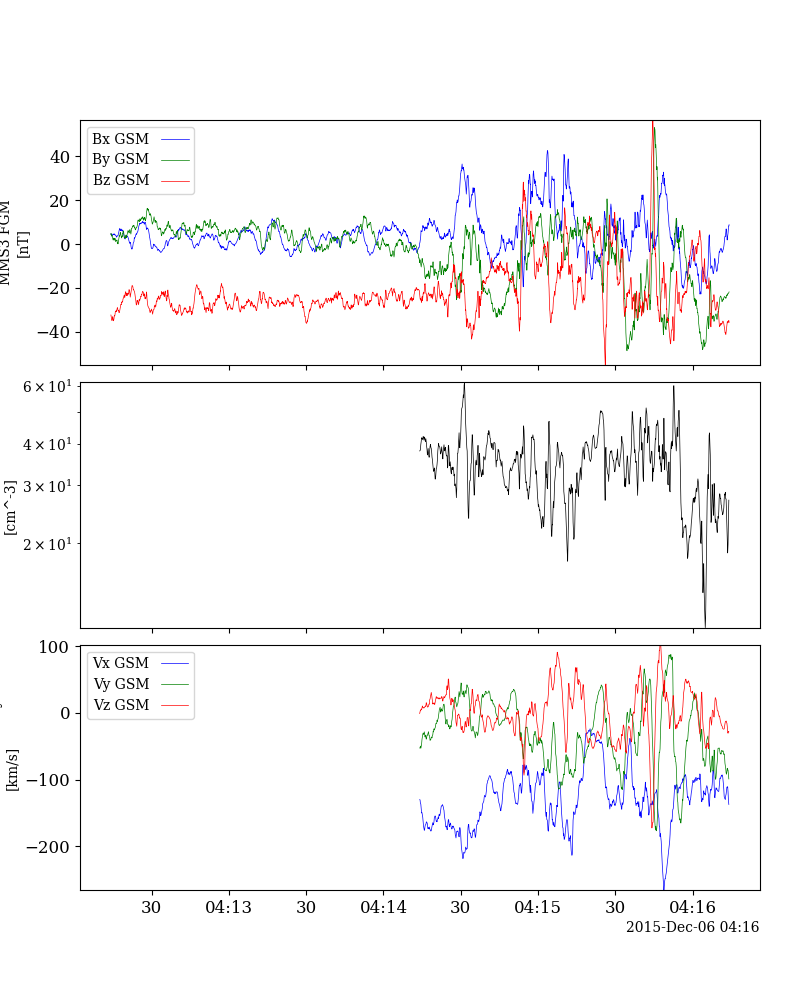 Bx GSM
By GSM
Bz GSM
40
20
0
−20
−40
MMS3 FGM
[nT]
6 × 10¹
4 × 10¹
3 × 10¹
2 × 10¹
[cm^-3]
Vx GSM
Vy GSM
Vz GSM
100
0
−100
−200
[km/s]
30 04:13 30 04:14 30 04:15 30 04:16
2015-Dec-06 04:16